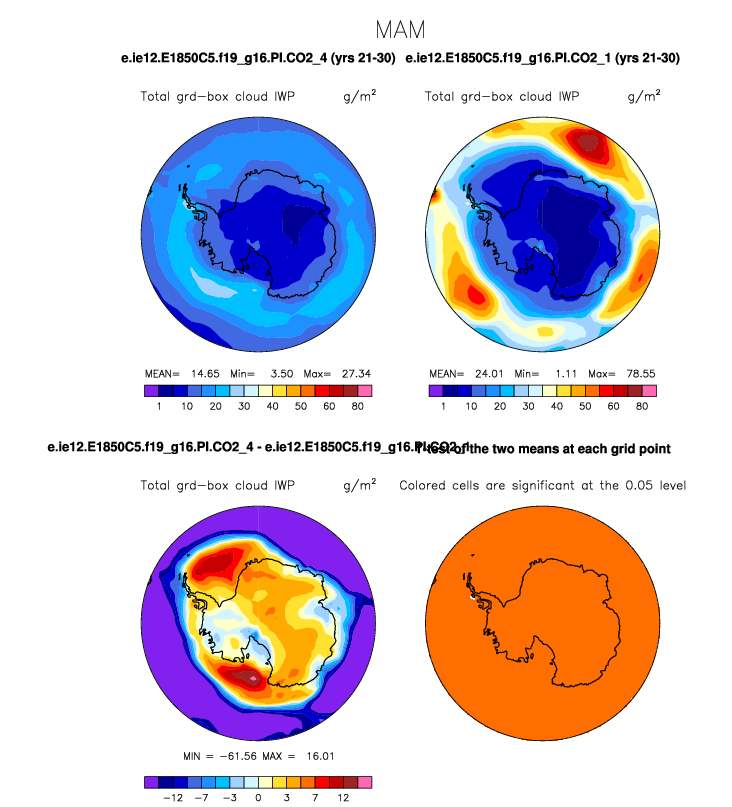 MAM
e.ie12.E1850C5.f19_g16.PI.CO2_4 (yrs 21-30) e.ie12.E1850C5.f19_g16.PI.CO2_1 (yrs 21-30)
Total grd-box cloud IWP g/m² Total grd-box cloud IWP g/m²
MEAN= 14.65 Min= 3.50 Max= 27.34 MEAN= 24.01 Min= 1.11 Max= 78.55
1 10 20 30 40 50 60 80 1 10 20 30 40 50 60 80
e.ie12.E1850C5.f19_g16.PI.CO2_4 - e.ie12.E1850C5.f19_g16.PI.CO2_1 T-test of the two means at each grid point
Total grd-box cloud IWP g/m² Colored cells are significant at the 0.05 level
MIN = -61.56 MAX = 16.01
-12 -7 -3 0 3 7 12